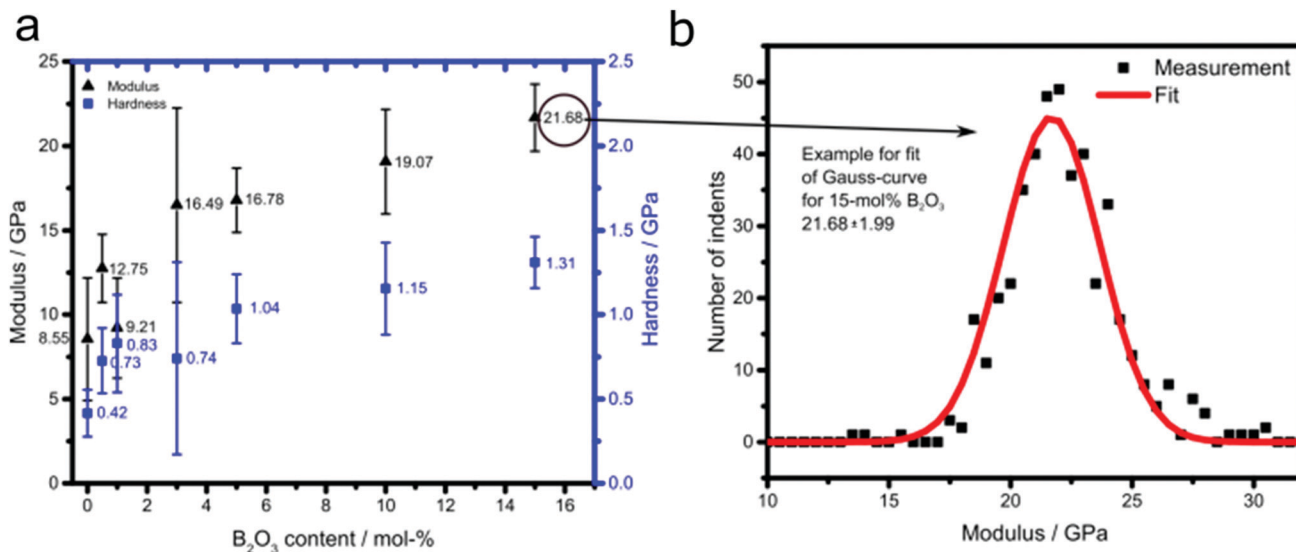 a
25
20
15
10
5
0
Modulus / GPa
Modulus
Hardness
8.55
12.75
9.21
16.49
16.78
19.07
21.68
0.42
0.73
0.83
0.74
1.04
1.15
1.31
2.5
2.0
1.5
1.0
0.5
0.0
Hardness / GPa
0 2 4 6 8 10 12 14 16
B₂O₃ content / mol-%
b
50
40
30
20
10
0
Number of indents
Measurement
Fit
Example for fit
of Gauss-curve
for 15-mol% B₂O₃
21.68±1.99
10 15 20 25 30
Modulus / GPa